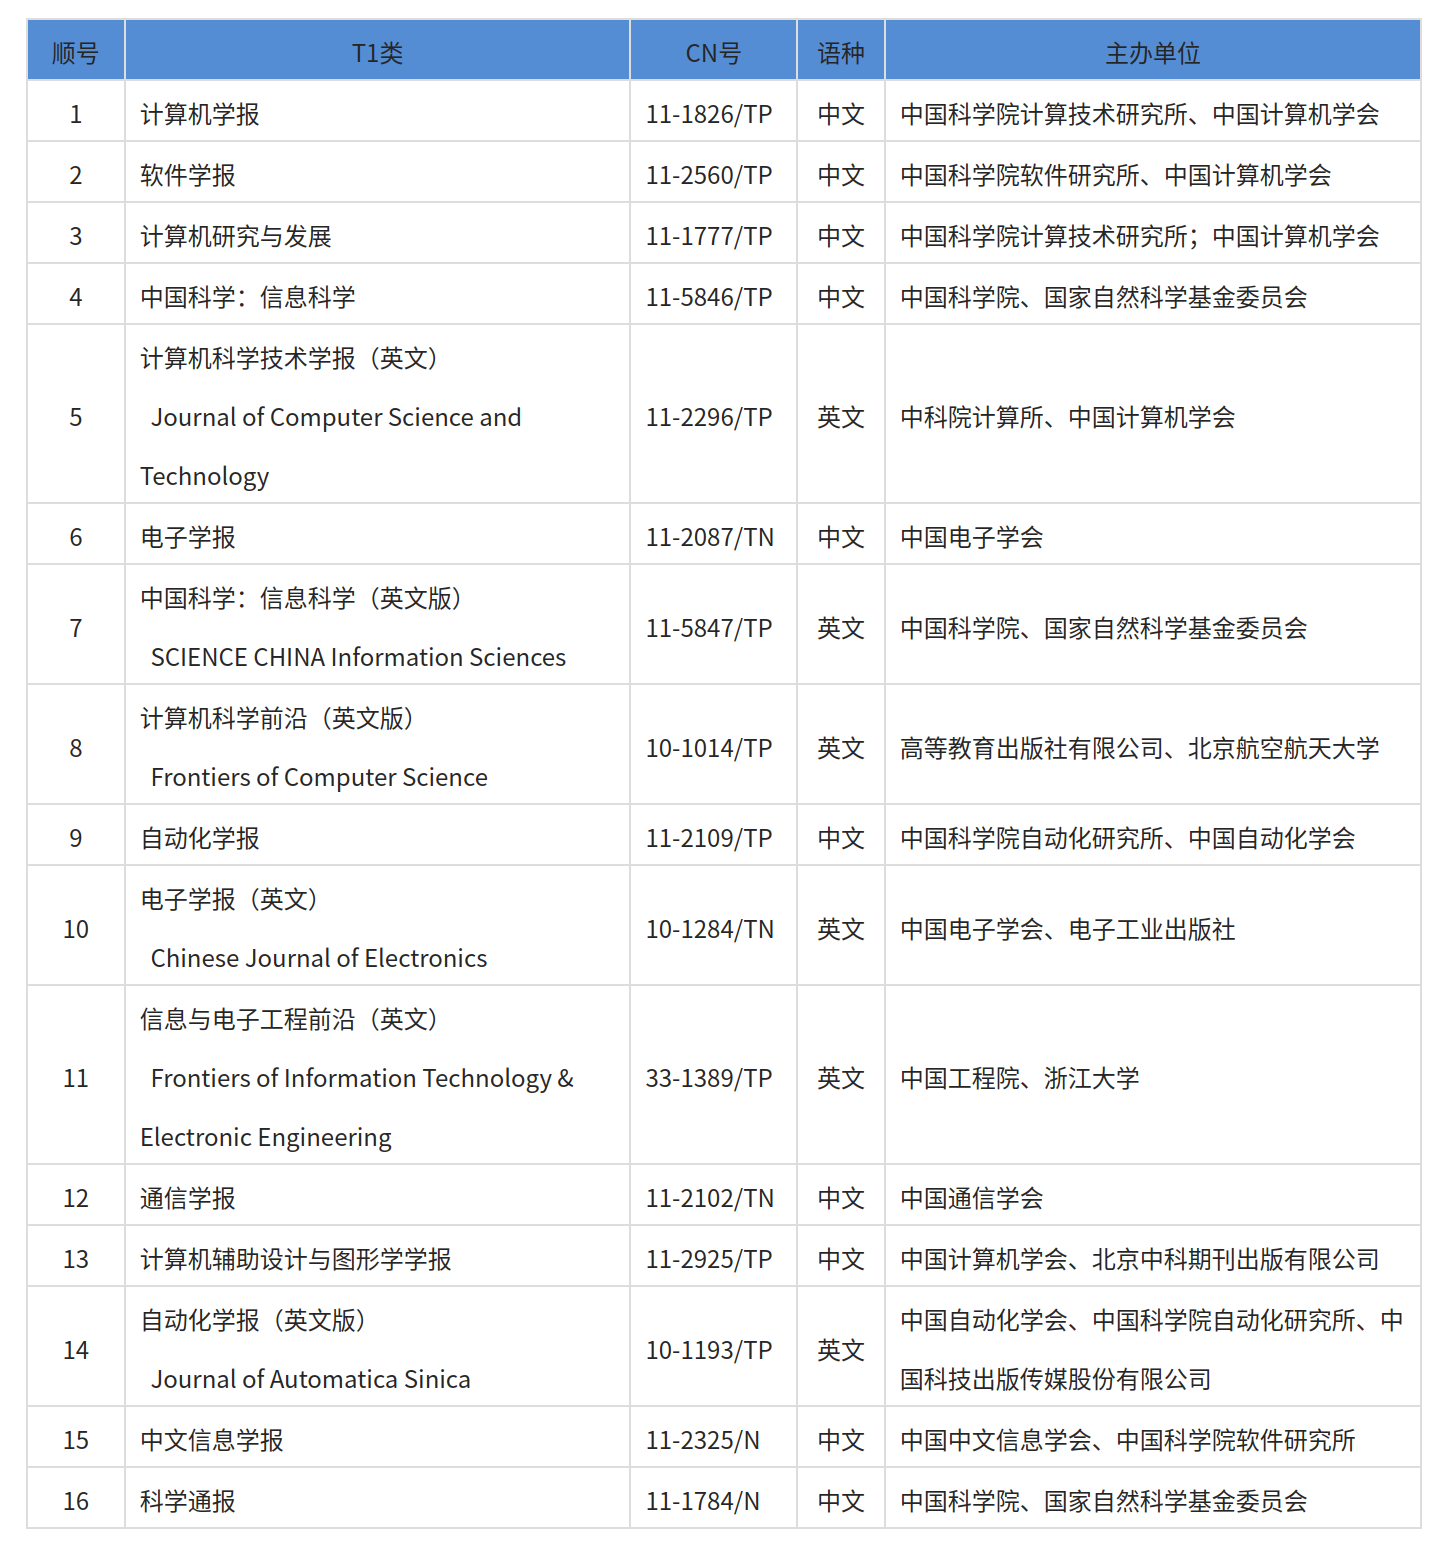 顺号 T1类 CN号 语种 主办单位
1 计算机学报 11-1826/TP 中文 中国科学院计算技术研究所、中国计算机学会
2 软件学报 11-2560/TP 中文 中国科学院软件研究所、中国计算机学会
3 计算机研究与发展 11-1777/TP 中文 中国科学院计算技术研究所；中国计算机学会
4 中国科学：信息科学 11-5846/TP 中文 中国科学院、国家自然科学基金委员会
计算机科学技术学报（英文）
5 Journal of Computer Science and 11-2296/TP 英文 中科院计算所、中国计算机学会
Technology
6 电子学报 11-2087/TN 中文 中国电子学会
中国科学：信息科学（英文版）
7 11-5847/TP 英文 中国科学院、国家自然科学基金委员会
SCIENCE CHINA Information Sciences
计算机科学前沿（英文版）
8 10-1014/TP 英文 高等教育出版社有限公司、北京航空航天大学
Frontiers of Computer Science
9 自动化学报 11-2109/TP 中文 中国科学院自动化研究所、中国自动化学会
电子学报（英文）
10 10-1284/TN 英文 中国电子学会、电子工业出版社
Chinese Journal of Electronics
信息与电子工程前沿（英文）
11 Frontiers of Information Technology & 33-1389/TP 英文 中国工程院、浙江大学
Electronic Engineering
12 通信学报 11-2102/TN 中文 中国通信学会
13 计算机辅助设计与图形学学报 11-2925/TP 中文 中国计算机学会、北京中科期刊出版有限公司
自动化学报（英文版） 中国自动化学会、中国科学院自动化研究所、中
14 10-1193/TP 英文
Journal of Automatica Sinica 国科技出版传媒股份有限公司
15 中文信息学报 11-2325/N 中文 中国中文信息学会、中国科学院软件研究所
16 科学通报 11-1784/N 中文 中国科学院、国家自然科学基金委员会